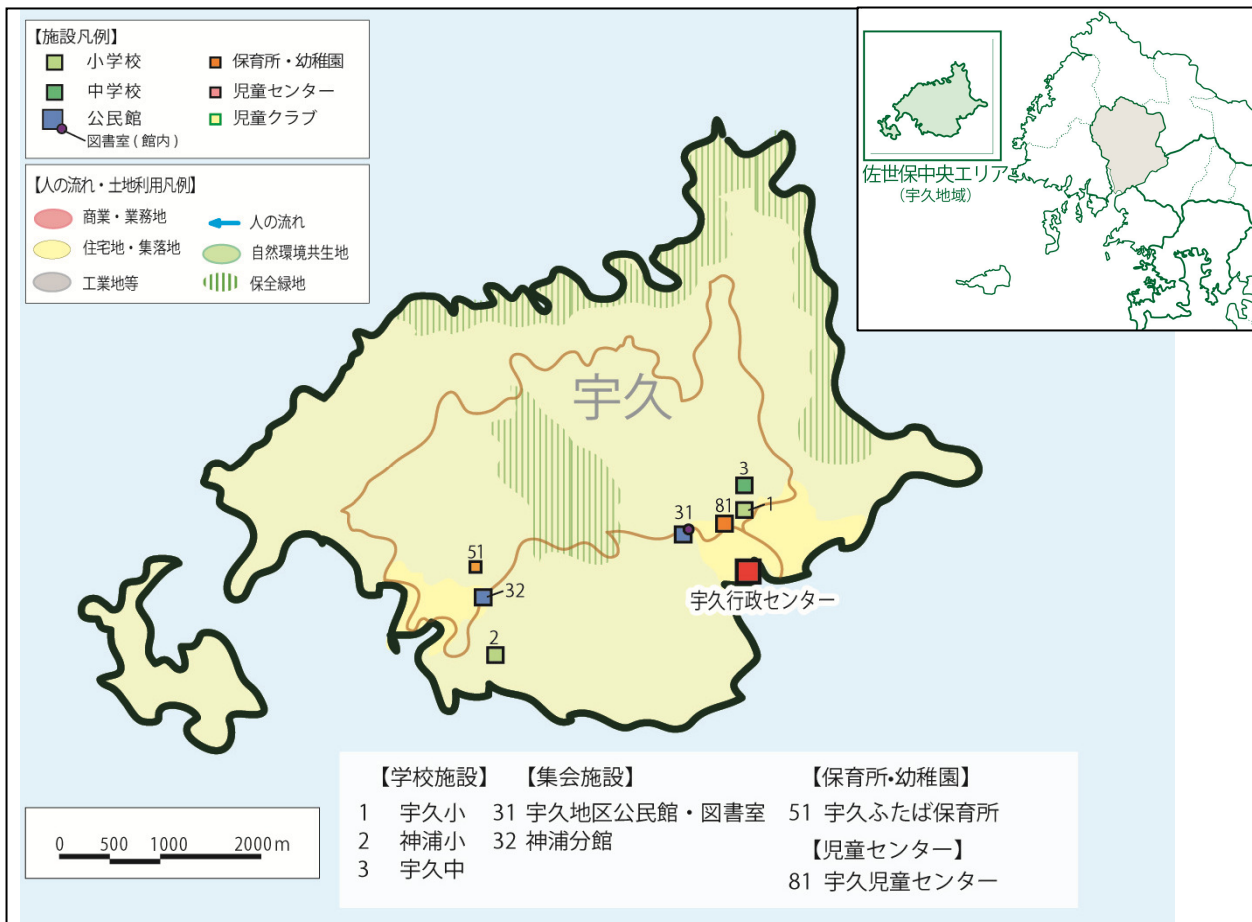 【施設凡例】
小学校
中学校
公民館
図書室(館内)
保育所・幼稚園
児童センター
児童クラブ
【人の流れ・土地利用凡例】
商業・業務地
住宅地・集落地
工業地等
人の流れ
自然環境共生地
保全緑地
佐世保中央エリア
(宇久地域)
宇久
3
1
81
31
51
32
2
宇久行政センター
0 500 1000 2000m
【学校施設】
1 宇久小
2 神浦小
3 宇久中
【集会施設】
31 宇久地区公民館・図書室
32 神浦分館
【保育所・幼稚園】
51 宇久ふたば保育所
【児童センター】
81 宇久児童センター